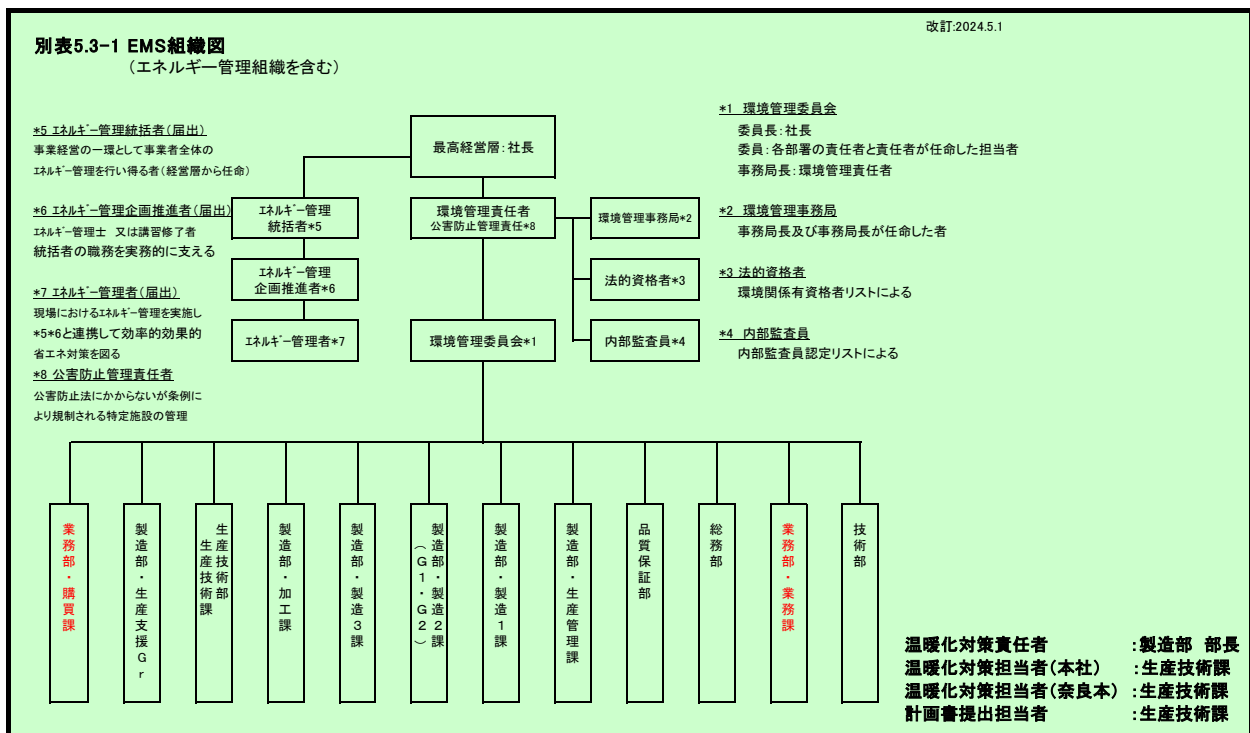 改訂:2024.5.1
別表5.3-1 EMS組織図
(エネルギー管理組織を含む)
*5 エネルギー管理統括者(届出)
事業経営の一環として事業者全体の
エネルギー管理を行い得る者(経営層から任命)
*6 エネルギー管理企画推進者(届出)
エネルギー管理士 又は講習修了者
統括者の職務を実務的に支える
*7 エネルギー管理者(届出)
現場におけるエネルギー管理を実施し
*5*6と連携して効率的効果的
省エネ対策を図る
*8 公害防止管理責任者
公害防止法にかからないが条例に
より規制される特定施設の管理
最高経営層:社長
エネルギー管理
統括者*5
環境管理責任者
公害防止管理責任*8
環境管理事務局*2
エネルギー管理
企画推進者*6
法的資格者*3
エネルギー管理者*7
環境管理委員会*1
内部監査員*4
*1 環境管理委員会
委員長:社長
委員:各部署の責任者と責任者が任命した担当者
事務局長:環境管理責任者
*2 環境管理事務局
事務局長及び事務局長が任命した者
*3 法的資格者
環境関係有資格者リストによる
*4 内部監査員
内部監査員認定リストによる
業務部・購買課
製造部・生産支援Gr
生産技術部
生産技術課
製造部・加工課
製造部・製造3課
製造部・製造2課
(G1・G2)
製造部・製造1課
製造部・生産管理課
品質保証部
総務部
業務部・業務課
技術部
温暖化対策責任者 :製造部 部長
温暖化対策担当者(本社) :生産技術課
温暖化対策担当者(奈良本) :生産技術課
計画書提出担当者 :生産技術課